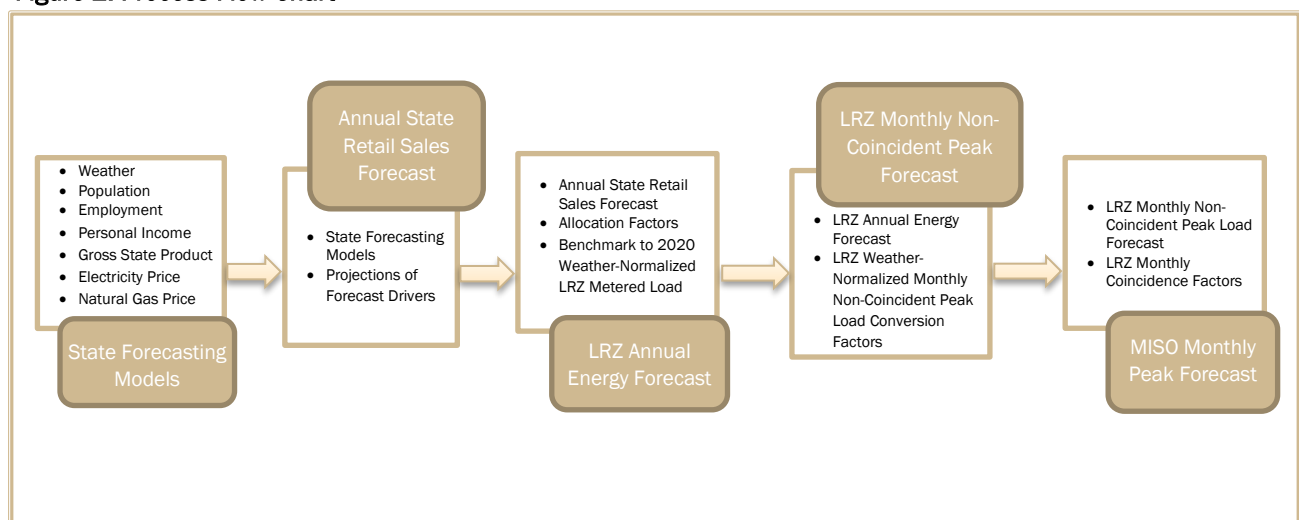 Weather
Population
Employment
Personal Income
Gross State Product
Electricity Price
Natural Gas Price
State Forecasting
Models
Annual State
Retail Sales
Forecast
State Forecasting
Models
Projections of
Forecast Drivers
Annual State Retail
Sales Forecast
Allocation Factors
Benchmark to 2020
Weather-Normalized
LRZ Metered Load
LRZ Annual
Energy Forecast
LRZ Monthly Non-
Coincident Peak
Forecast
LRZ Annual Energy
Forecast
LRZ Weather-
Normalized Monthly
Non-Coincident Peak
Load Conversion
Factors
LRZ Monthly Non-
Coincident Peak Load
Forecast
LRZ Monthly
Coincidence Factors
MISO Monthly
Peak Forecast